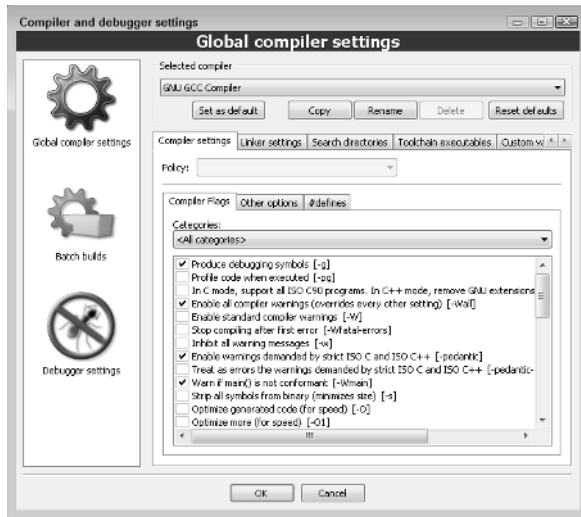 Compiler and debugger settings
Global compiler settings
Global compiler settings
Batch builds
Debugger settings
Selected compiler
GNU GCC Compiler
Set as default Copy Rename Delete Reset defaults
Compiler settings Linker settings Search directories Toolchain executables Custom va
Policy:
Compiler Flags Other options #defines
Categories:
<All categories>
Produce debugging symbols [-g]
Profile code when executed [-pg]
In C mode, support all ISO C90 programs. In C++ mode, remove GNU extensions
Enable all compiler warnings (overrides every other setting) [-Wall]
Enable standard compiler warnings [-W]
Stop compiling after first error [-Wfatal-errors]
Inhibit all warning messages [-w]
Enable warnings demanded by strict ISO C and ISO C++ [-pedantic]
Treat as errors the warnings demanded by strict ISO C and ISO C++ [-pedantic-
Warn if main() is not conformant [-Wmain]
Strip all symbols from binary (minimizes size) [-s]
Optimize generated code (for speed) [-O]
Optimize more (for speed) [-O1]
OK Cancel